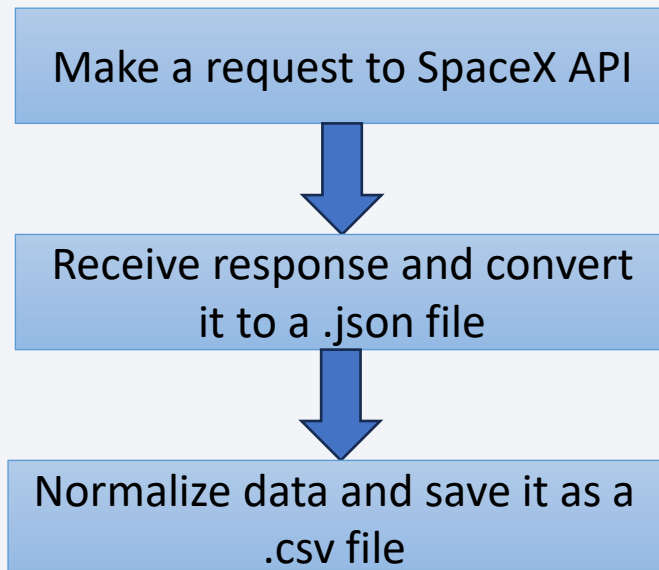 Make a request to SpaceX API
Receive response and convert
it to a .json file
Normalize data and save it as a
.csv file